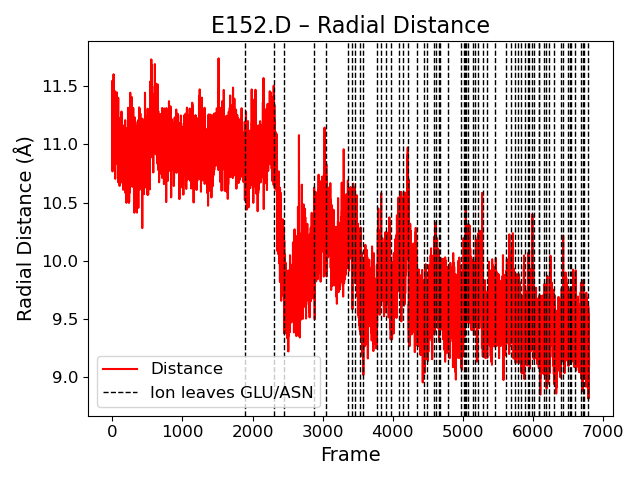 E152.D – Radial Distance
Radial Distance (Å)
11.5
11.0
10.5
10.0
9.5
9.0
Distance
Ion leaves GLU/ASN
0
1000
2000
3000
4000
5000
6000
7000
Frame